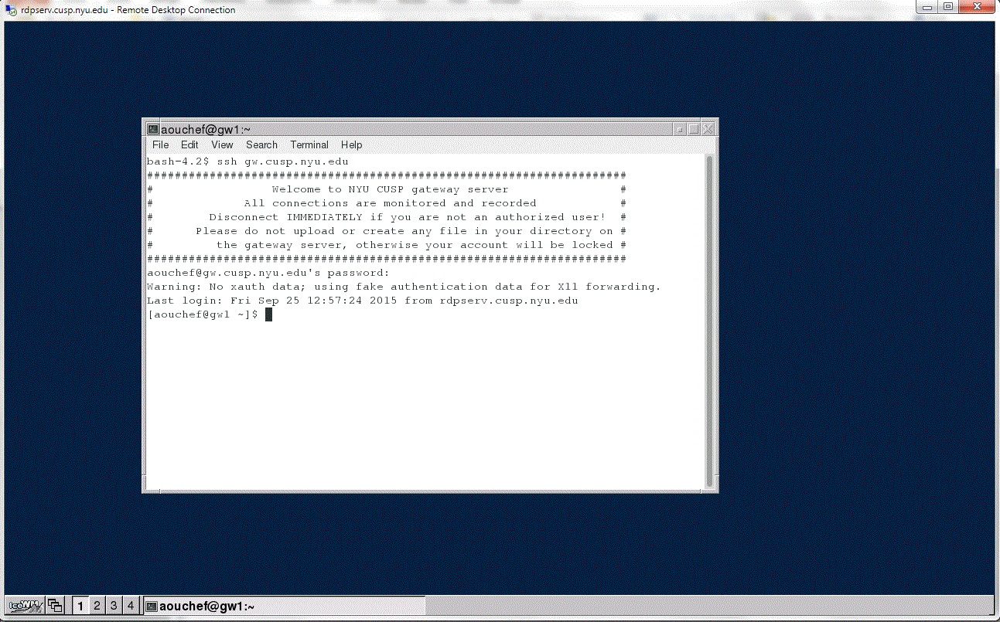 rdpserv.cusp.nyu.edu - Remote Desktop Connection
aouchef@gw1:~
File Edit View Search Terminal Help
bash-4.2$ ssh gw.cusp.nyu.edu
#####################################################################
# Welcome to NYU CUSP gateway server #
# All connections are monitored and recorded #
# Disconnect IMMEDIATELY if you are not an authorized user! #
# Please do not upload or create any file in your directory on #
# the gateway server, otherwise your account will be locked #
#####################################################################
aouchef@gw.cusp.nyu.edu's password:
Warning: No xauth data; using fake authentication data for X11 forwarding.
Last login: Fri Sep 25 12:57:24 2015 from rdpserv.cusp.nyu.edu
[aouchef@gw1 ~]$
IceWM 1 2 3 4 aouchef@gw1:~